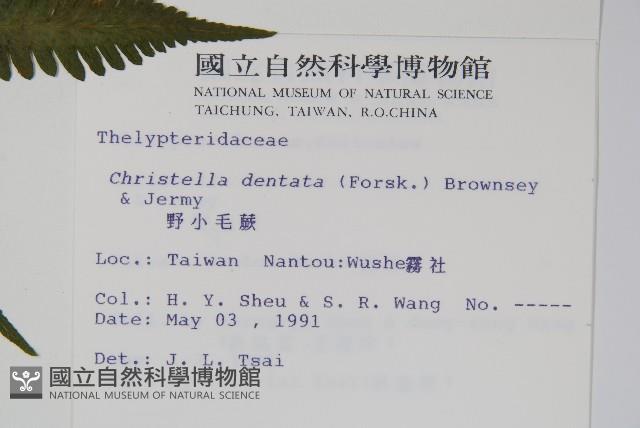 國立自然科學博物館
NATIONAL MUSEUM OF NATURAL SCIENCE
TAICHUNG, TAIWAN, R.O.CHINA
Thelypteridaceae
Christella dentata (Forsk.) Brownsey
& Jermy
野小毛蕨
Loc.: Taiwan Nantou:Wushe霧社
Col.: H. Y. Sheu & S. R. Wang No. -----
Date: May 03 , 1991
Det.: J. L. Tsai
國立自然科學博物館
NATIONAL MUSEUM OF NATURAL SCIENCE